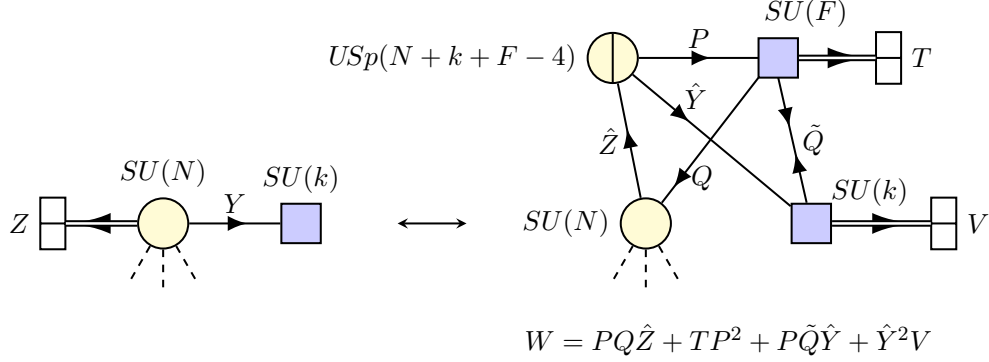 SU(F)
USp(N + k + F − 4)
P
T
Ŷ
Ẑ
Q̃
SU(N)
SU(k)
Q
SU(k)
Z
Y
SU(N)
V
W = PQẐ + TP² + PQ̃Ŷ + Ŷ²V